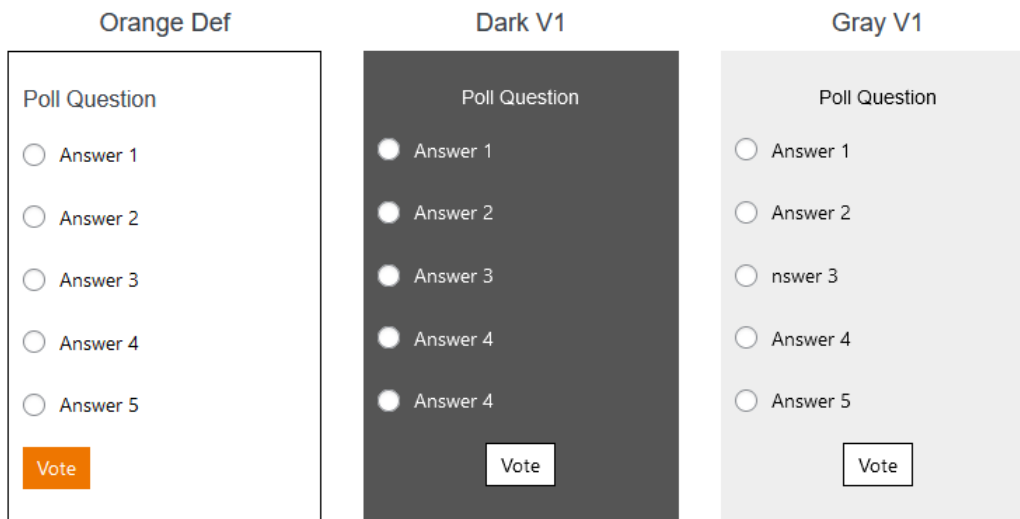 Orange Def
Poll Question
Answer 1
Answer 2
Answer 3
Answer 4
Answer 5
Vote
Dark V1
Poll Question
Answer 1
Answer 2
Answer 3
Answer 4
Answer 4
Vote
Gray V1
Poll Question
Answer 1
Answer 2
nswer 3
Answer 4
Answer 5
Vote